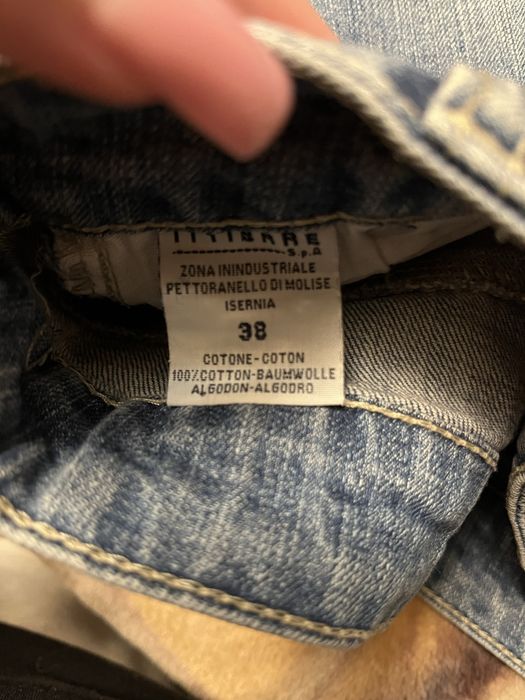 ITTIERRE
S.p.A
ZONA ININDUSTRIALE
PETTORANELLO DI MOLISE
ISERNIA
38
COTONE-COTON
100%COTTON-BAUMWOLLE
ALGODON-ALGODRO